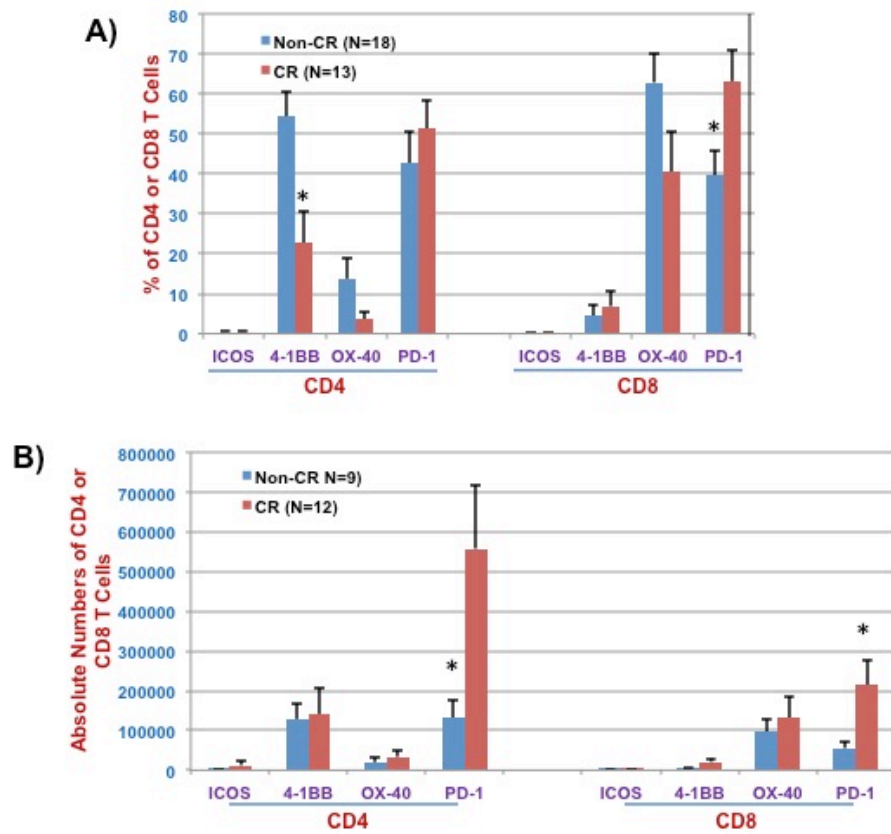 A)
% of CD4 or CD8 T Cells
80
70
60
50
40
30
20
10
0
Non-CR (N=18)
CR (N=13)
*
*
ICOS 4-1BB OX-40 PD-1 ICOS 4-1BB OX-40 PD-1
CD4 CD8
B)
Absolute Numbers of CD4 or
CD8 T Cells
800000
700000
600000
500000
400000
300000
200000
100000
0
Non-CR N=9)
CR (N=12)
*
*
ICOS 4-1BB OX-40 PD-1 ICOS 4-1BB OX-40 PD-1
CD4 CD8